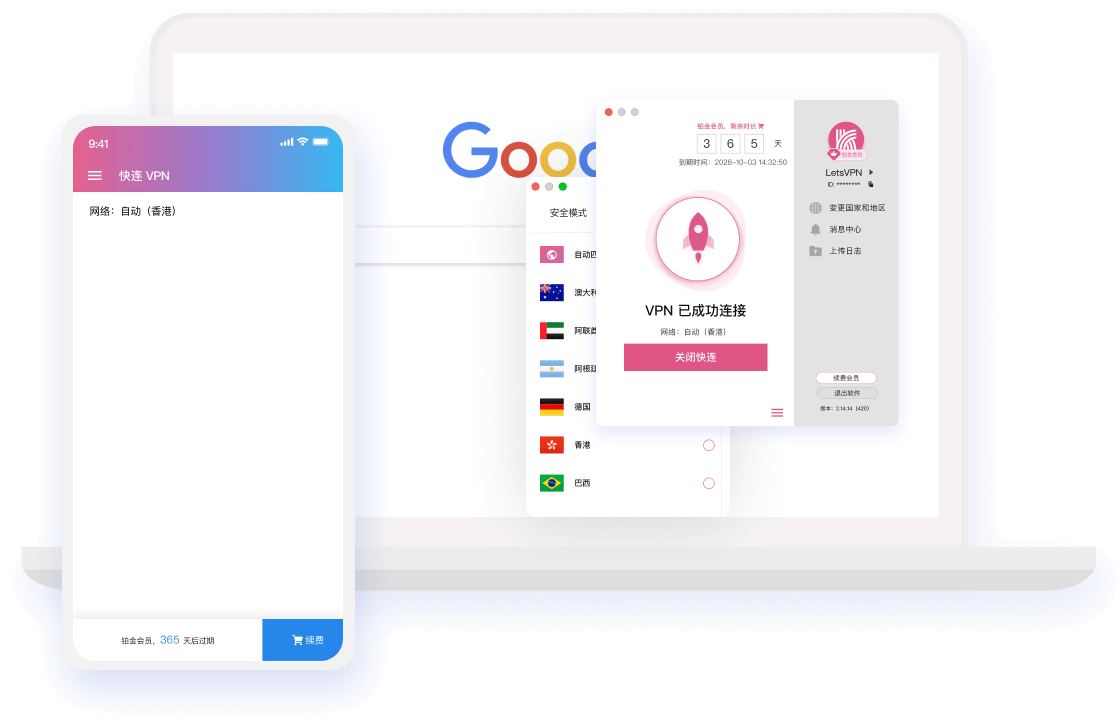 9:41
快连 VPN
网络：自动（香港）
铂金会员，365 天后过期
续费
Goo
安全模式
自动匹
澳大利
阿联酋
阿根廷
德国
香港
巴西
铂金会员，剩余时长
3 6 5 天
到期时间：2028-10-03 14:32:50
VPN 已成功连接
网络：自动（香港）
关闭快连
铂金会员
LetsVPN
ID: ********
变更国家和地区
消息中心
上传日志
续费会员
退出软件
版本：2.14.14（420）